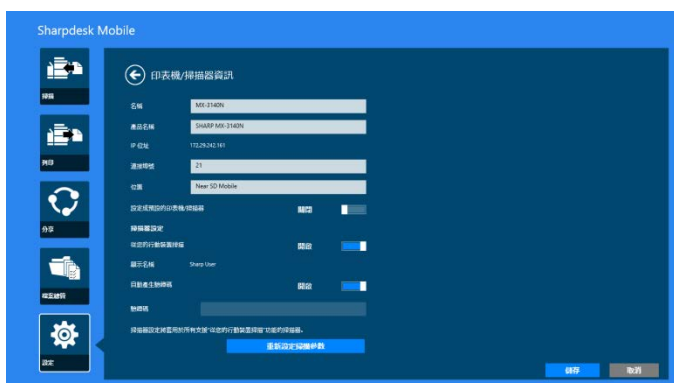 Sharpdesk Mobile
掃描
列印
分享
檔案總管
設定
印表機/掃描器資訊
名稱 MX-3140N
產品名稱 SHARP MX-3140N
IP 位址 172.29.242.161
連接埠號 21
位置 Near SD Mobile
設定成預設的印表機/掃描器 關閉
掃描器設定
從您的行動裝置掃描 開啟
顯示名稱 Sharp User
自動產生驗證碼 開啟
驗證碼
掃描器設定將套用於所有支援"從您的行動裝置掃描"功能的掃描器。
重新設定掃描參數
儲存 取消